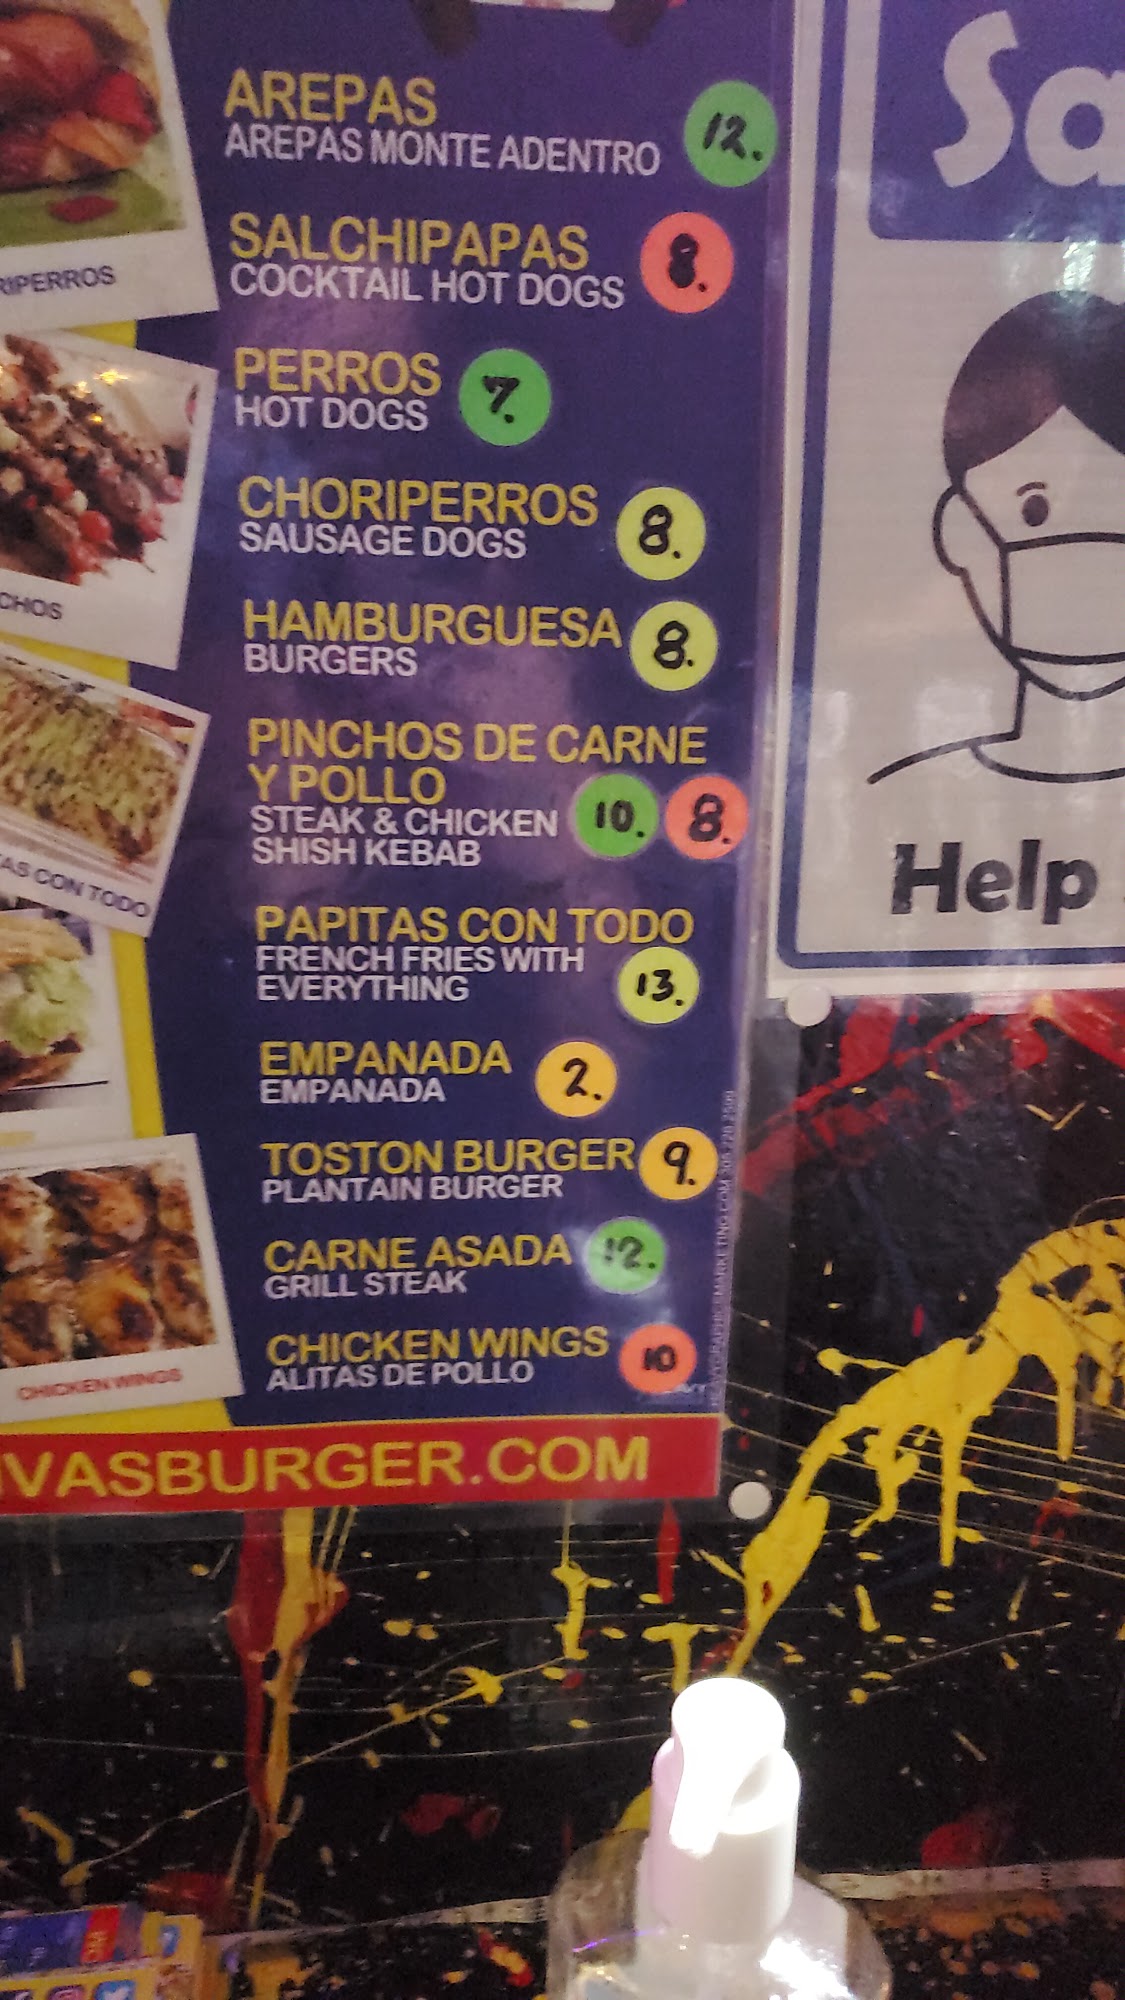 AREPAS
AREPAS MONTE ADENTRO 12.
SALCHIPAPAS
COCKTAIL HOT DOGS 8.
PERROS
HOT DOGS 7.
CHORIPERROS
SAUSAGE DOGS 8.
HAMBURGUESA
BURGERS 8.
PINCHOS DE CARNE
Y POLLO
STEAK & CHICKEN
SHISH KEBAB 10. 8.
PAPITAS CON TODO
FRENCH FRIES WITH
EVERYTHING 13.
EMPANADA
EMPANADA 2.
TOSTON BURGER
PLANTAIN BURGER 9.
CARNE ASADA
GRILL STEAK 12.
CHICKEN WINGS
ALITAS DE POLLO 10
RIPERROS
CHOS
TAS CON TODO
CHICKEN WINGS
VASBURGER.COM
Sa
Help